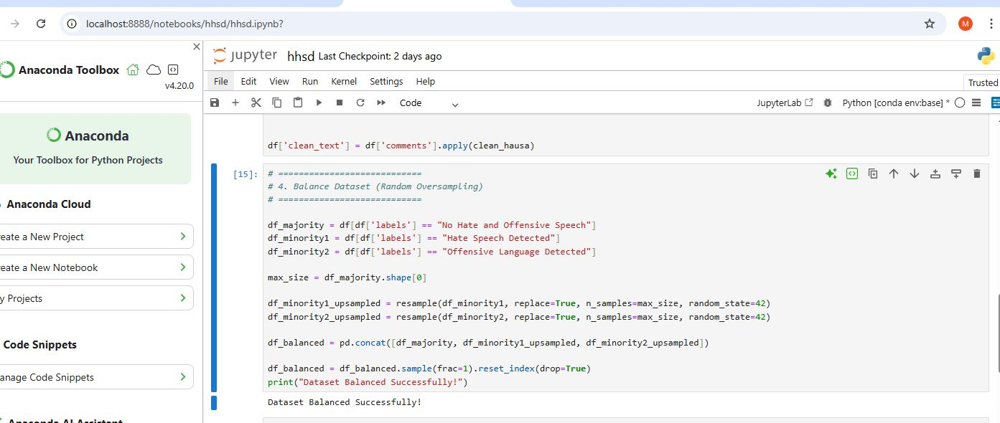 localhost:8888/notebooks/hhsd/hhsd.ipynb?
M
Anaconda Toolbox
v4.20.0
Anaconda
Your Toolbox for Python Projects
Anaconda Cloud
eate a New Project
eate a New Notebook
y Projects
Code Snippets
anage Code Snippets
Anaconda AI Assistant
jupyter hhsd Last Checkpoint: 2 days ago
File Edit View Run Kernel Settings Help
Trusted
Code
JupyterLab Python [conda env:base] *
df['clean_text'] = df['comments'].apply(clean_hausa)
[15]: # ============================
# 4. Balance Dataset (Random Oversampling)
# ============================
df_majority = df[df['labels'] == "No Hate and Offensive Speech"]
df_minority1 = df[df['labels'] == "Hate Speech Detected"]
df_minority2 = df[df['labels'] == "Offensive Language Detected"]
max_size = df_majority.shape[0]
df_minority1_upsampled = resample(df_minority1, replace=True, n_samples=max_size, random_state=42)
df_minority2_upsampled = resample(df_minority2, replace=True, n_samples=max_size, random_state=42)
df_balanced = pd.concat([df_majority, df_minority1_upsampled, df_minority2_upsampled])
df_balanced = df_balanced.sample(frac=1).reset_index(drop=True)
print("Dataset Balanced Successfully!")
Dataset Balanced Successfully!